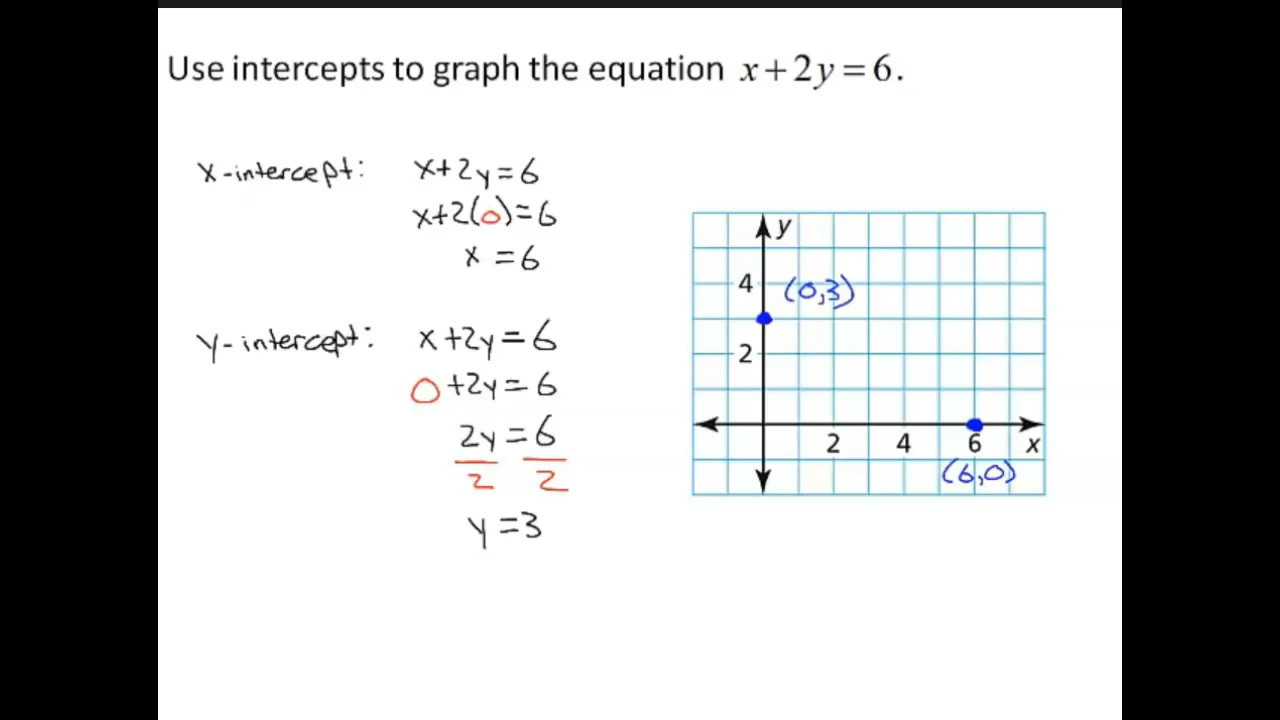 Use intercepts to graph the equation x+2y=6.
x-intercept: x+2y=6
x+2(0)=6
x =6
y-intercept: x+2y=6
0+2y=6
2y=6
2 2
y=3
y
4
(0,3)
2
2 4 6 x
(6,0)